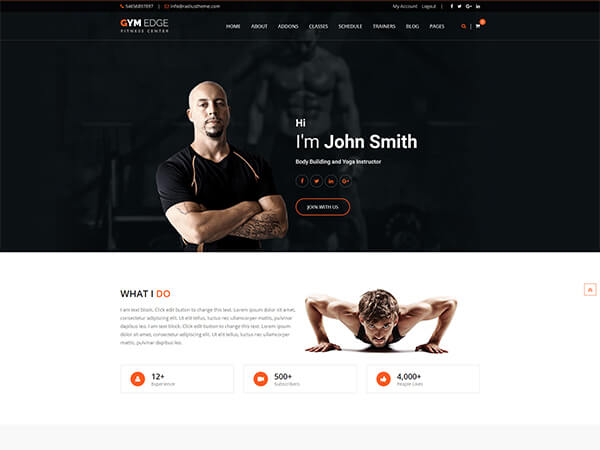 54656897897 | info@radiustheme.com My Account Logout |
GYM EDGE
FITNESS CENTER
HOME ABOUT ADDONS CLASSES SCHEDULE TRAINERS BLOG PAGES
Hi
I'm John Smith
Body Building and Yoga Instructor
JOIN WITH US
WHAT I DO
I am text block. Click edit button to change this text. Lorem ipsum dolor sit amet,
consectetur adipiscing elit. Ut elit tellus, luctus nec ullamcorper mattis, pulvinar
dapibus leo. I am text block. Click edit button to change this text. Lorem ipsum
dolor sit amet, consectetur adipiscing elit. Ut elit tellus, luctus nec ullamcorper
mattis, pulvinar dapibus leo.
12+
Experience
500+
Subscribers
4,000+
People Likes